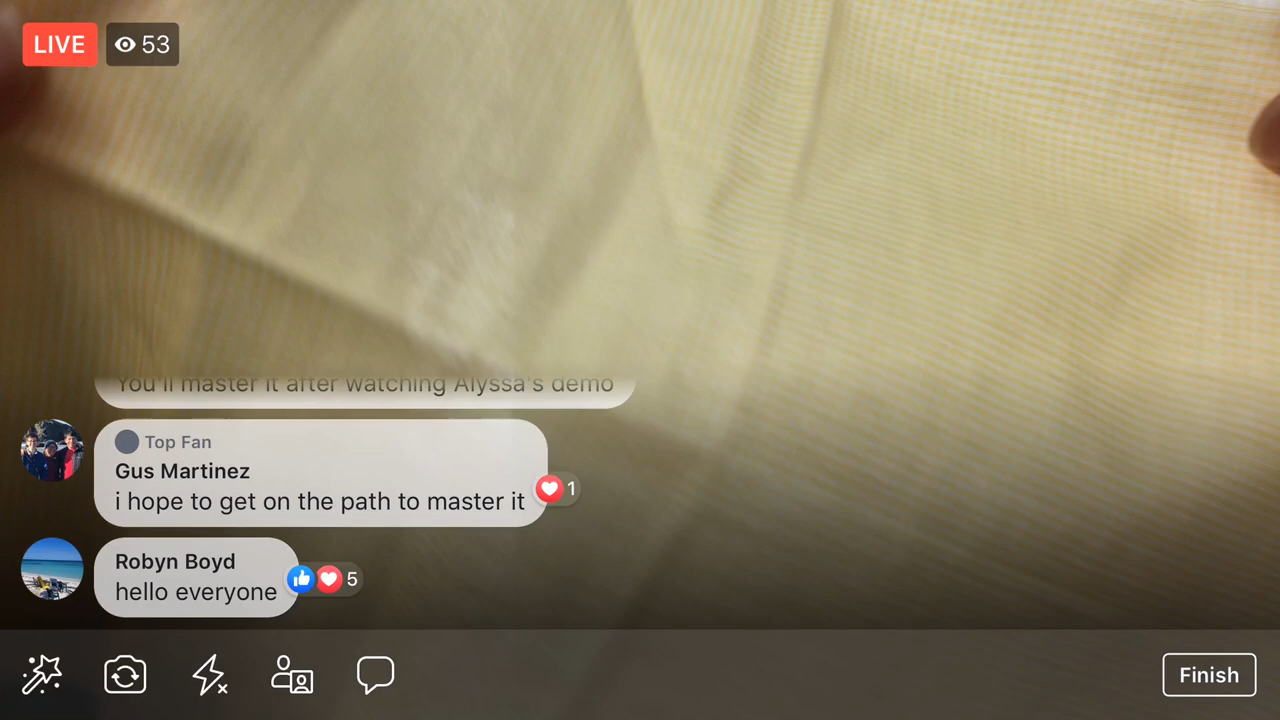 LIVE
53
You'll master it after watching Alyssa's demo
Top Fan
Gus Martinez
i hope to get on the path to master it
1
Robyn Boyd
hello everyone
5
Finish